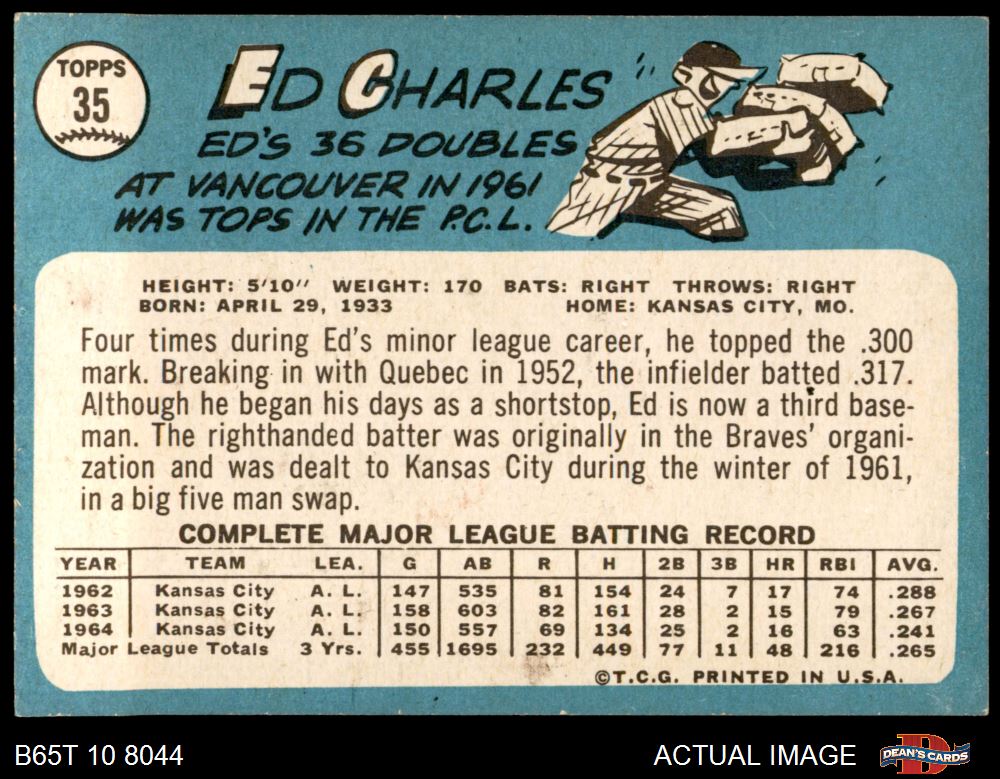 TOPPS
35
ED CHARLES
ED'S 36 DOUBLES
AT VANCOUVER IN 1961
WAS TOPS IN THE P.C.L.
HEIGHT: 5'10" WEIGHT: 170 BATS: RIGHT THROWS: RIGHT
BORN: APRIL 29, 1933 HOME: KANSAS CITY, MO.
Four times during Ed's minor league career, he topped the .300
mark. Breaking in with Quebec in 1952, the infielder batted .317.
Although he began his days as a shortstop, Ed is now a third base-
man. The righthanded batter was originally in the Braves' organi-
zation and was dealt to Kansas City during the winter of 1961,
in a big five man swap.
COMPLETE MAJOR LEAGUE BATTING RECORD
YEAR TEAM LEA. G AB R H 2B 3B HR RBI AVG.
1962 Kansas City A. L. 147 535 81 154 24 7 17 74 .288
1963 Kansas City A. L. 158 603 82 161 28 2 15 79 .267
1964 Kansas City A. L. 150 557 69 134 25 2 16 63 .241
Major League Totals 3 Yrs. 455 1695 232 449 77 11 48 216 .265
©T.C.G. PRINTED IN U.S.A.
B65T 10 8044 ACTUAL IMAGE DEAN'S CARDS